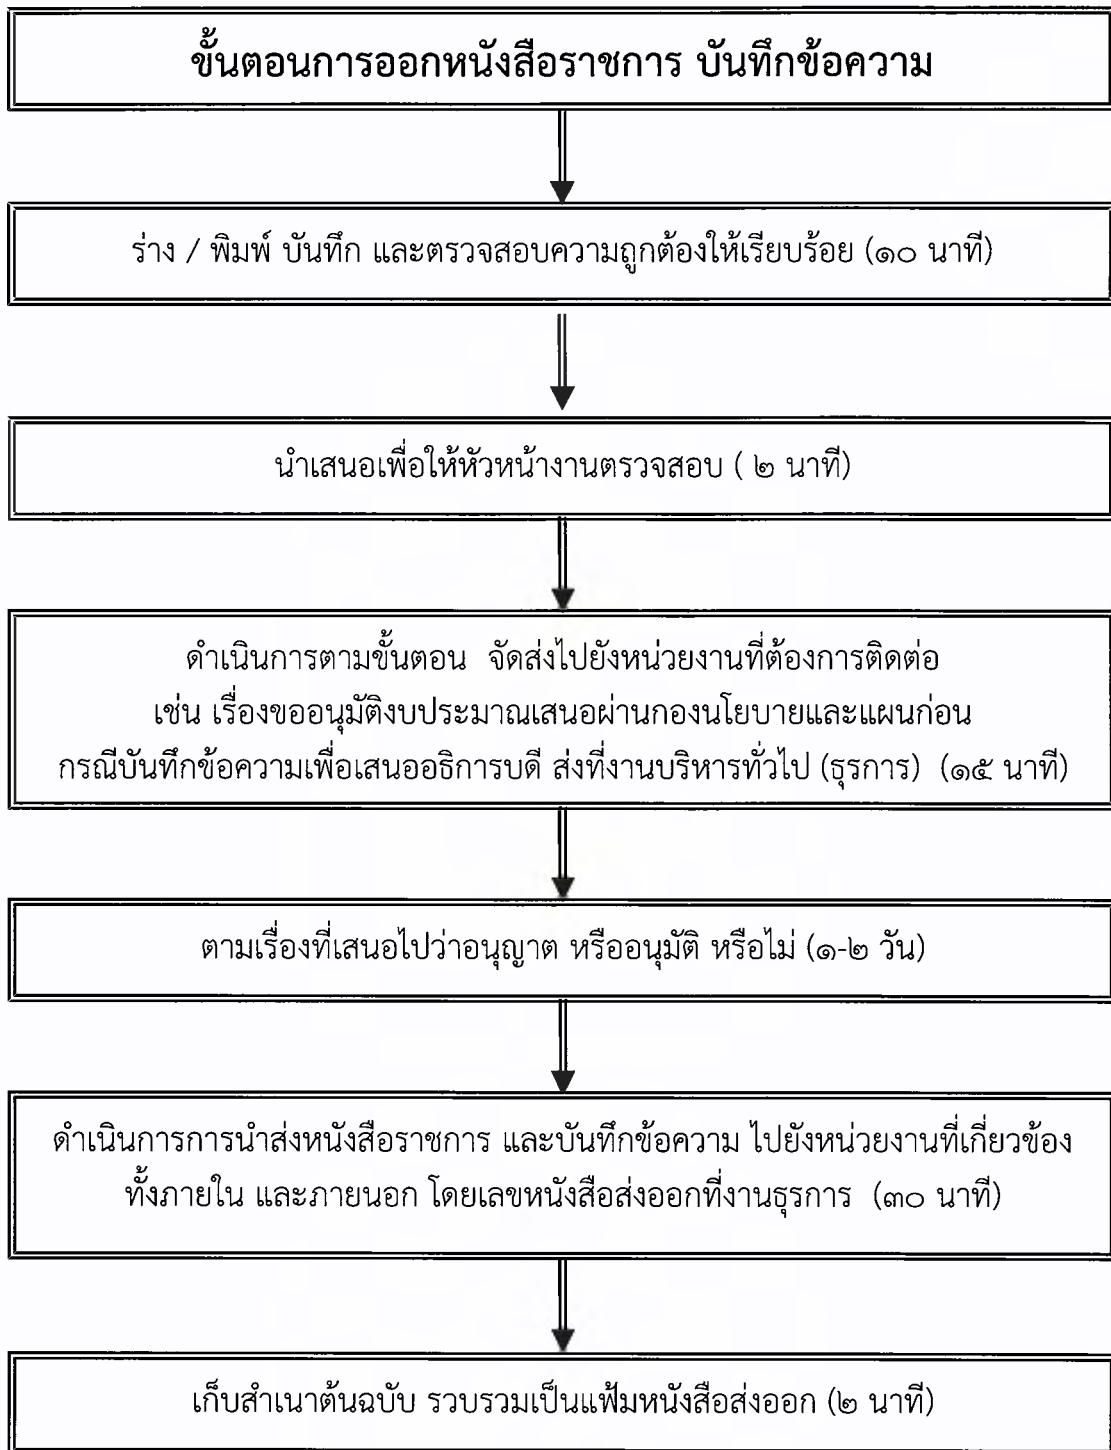 ขั้นตอนการออกหนังสือราชการ บันทึกข้อความ
ร่าง / พิมพ์ บันทึก และตรวจสอบความถูกต้องให้เรียบร้อย (๑๐ นาที)
นำเสนอเพื่อให้หัวหน้างานตรวจสอบ ( ๒ นาที)
ดำเนินการตามขั้นตอน จัดส่งไปยังหน่วยงานที่ต้องการติดต่อ
เช่น เรื่องขออนุมัติงบประมาณเสนอผ่านกองนโยบายและแผนก่อน
กรณีบันทึกข้อความเพื่อเสนออธิการบดี ส่งที่งานบริหารทั่วไป (ธุรการ) (๑๕ นาที)
ตามเรื่องที่เสนอไปว่าอนุญาต หรืออนุมัติ หรือไม่ (๑-๒ วัน)
ดำเนินการการนำส่งหนังสือราชการ และบันทึกข้อความ ไปยังหน่วยงานที่เกี่ยวข้อง
ทั้งภายใน และภายนอก โดยเลขหนังสือส่งออกที่งานธุรการ (๓๐ นาที)
เก็บสำเนาต้นฉบับ รวบรวมเป็นแฟ้มหนังสือส่งออก (๒ นาที)